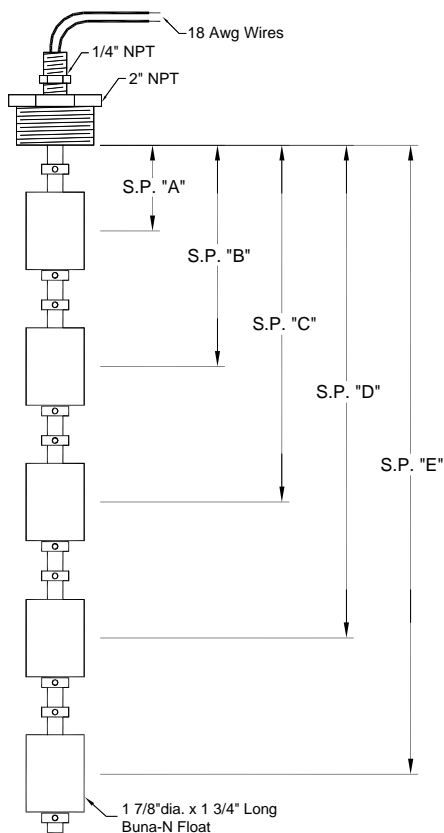 18 Awg Wires
1/4" NPT
2" NPT
S.P. "A"
S.P. "B"
S.P. "C"
S.P. "D"
S.P. "E"
1 7/8"dia. x 1 3/4" Long
Buna-N Float